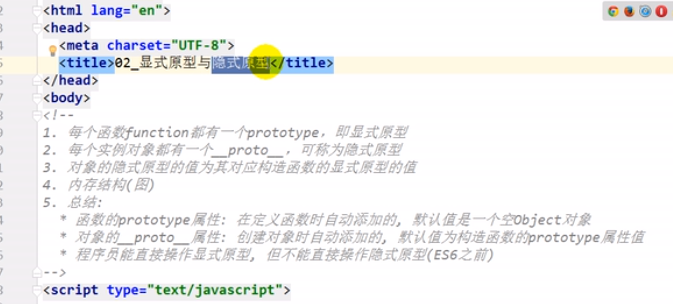 <html lang="en">
<head>
<meta charset="UTF-8">
<title>02_显式原型与隐式原型</title>
</head>
<body>
<!--
1. 每个函数function都有一个prototype，即显式原型
2. 每个实例对象都有一个__proto__，可称为隐式原型
3. 对象的隐式原型的值为其对应构造函数的显式原型的值
4. 内存结构(图)
5. 总结:
* 函数的prototype属性: 在定义函数时自动添加的, 默认值是一个空Object对象
* 对象的__proto__属性: 创建对象时自动添加的, 默认值为构造函数的prototype属性值
* 程序员能直接操作显式原型, 但不能直接操作隐式原型(ES6之前)
-->
<script type="text/javascript">